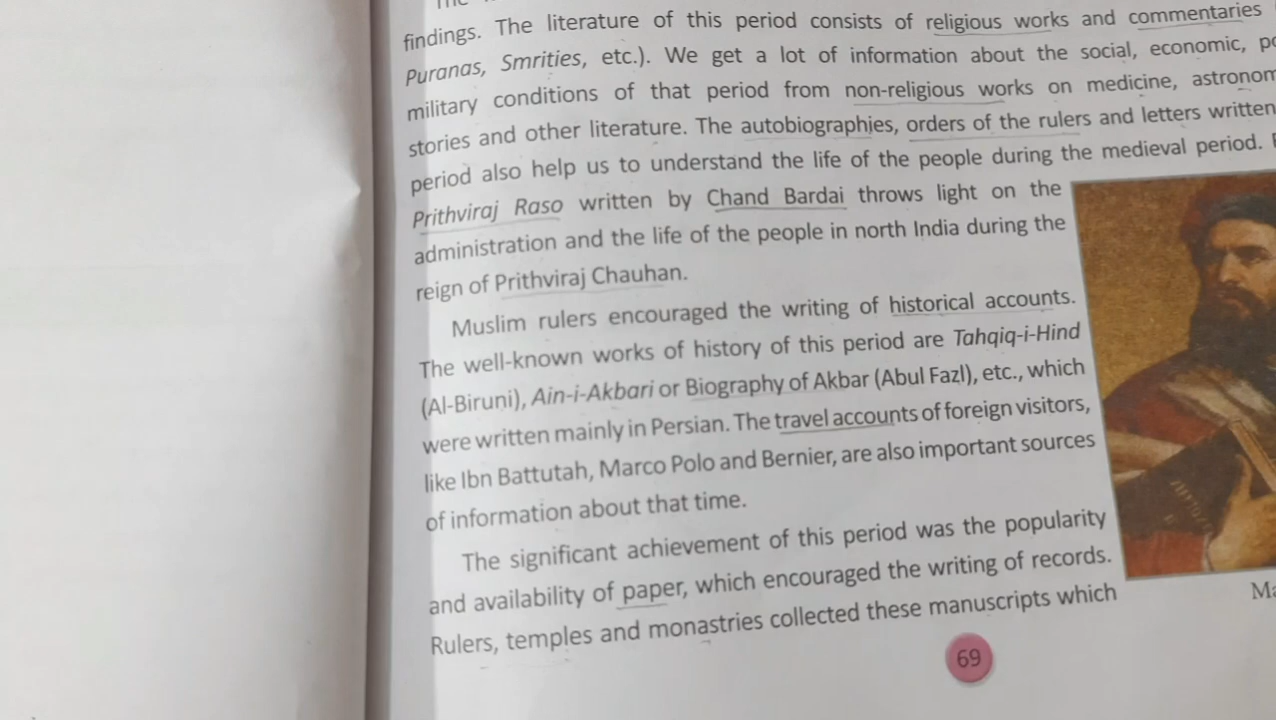 findings. The literature of this period consists of religious works and commentaries
Puranas, Smrities, etc.). We get a lot of information about the social, economic,
military conditions of that period from non-religious works on medicine,
stories and other literature. The autobiographies, orders of the rulers and letters written
period also help us to understand the life of the people during the medieval period.
Prithviraj Raso written by Chand Bardai throws light on the
administration and the life of the people in north India during the
reign of Prithviraj Chauhan.
Muslim rulers encouraged the writing of historical accounts.
The well-known works of history of this period are Tahqiq-i-Hind
(Al-Biruni), Ain-i-Akbari or Biography of Akbar (Abul Fazl), etc., which
were written mainly in Persian. The travel accounts of foreign visitors,
like Ibn Battutah, Marco Polo and Bernier, are also important sources
of information about that time.
The significant achievement of this period was the popularity
and availability of paper, which encouraged the writing of records.
Rulers, temples and monastries collected these manuscripts which
69